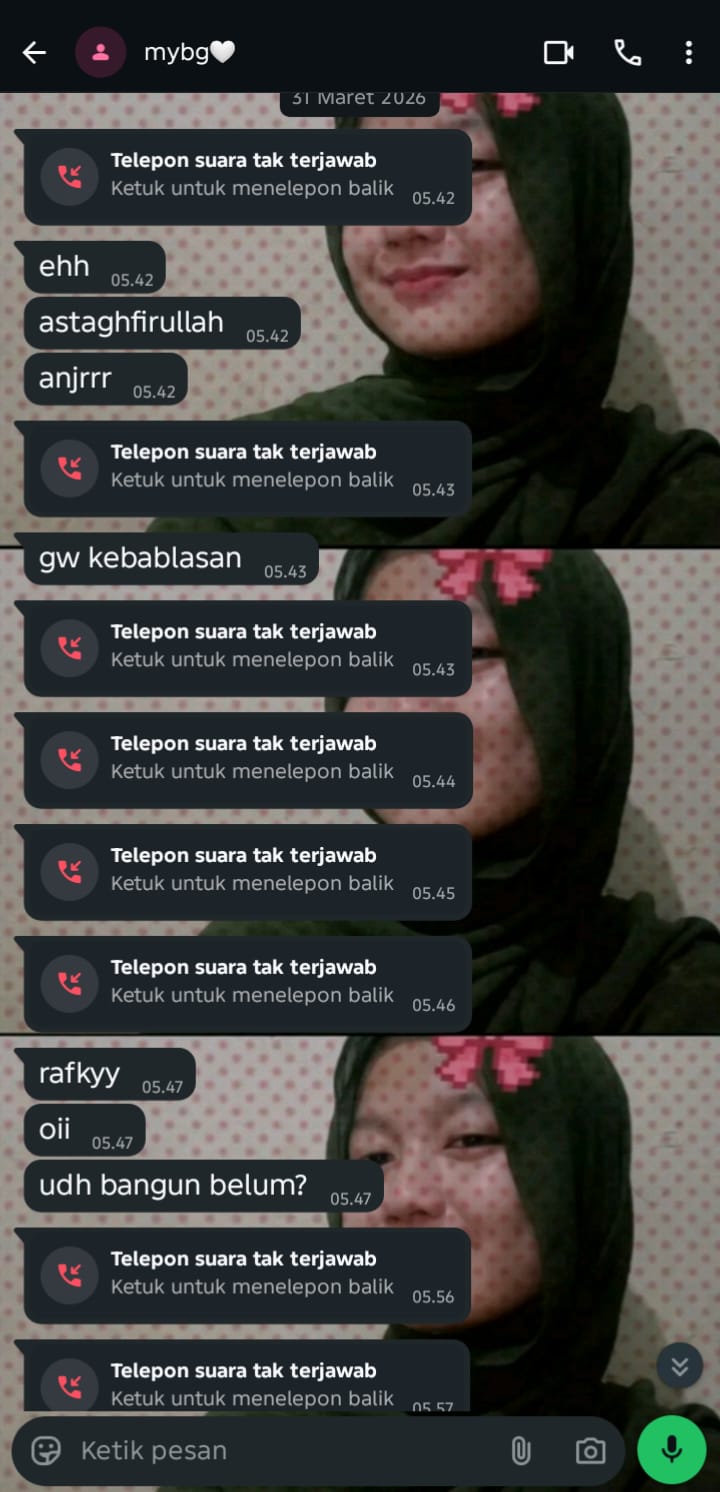 mybg🤍
31 Maret 2026
Telepon suara tak terjawab
Ketuk untuk menelepon balik 05.42
ehh 05.42
astaghfirullah 05.42
anjrrr 05.42
Telepon suara tak terjawab
Ketuk untuk menelepon balik 05.43
gw kebablasan 05.43
Telepon suara tak terjawab
Ketuk untuk menelepon balik 05.43
Telepon suara tak terjawab
Ketuk untuk menelepon balik 05.44
Telepon suara tak terjawab
Ketuk untuk menelepon balik 05.45
Telepon suara tak terjawab
Ketuk untuk menelepon balik 05.46
rafkyy 05.47
oii 05.47
udh bangun belum? 05.47
Telepon suara tak terjawab
Ketuk untuk menelepon balik 05.56
Telepon suara tak terjawab
Ketuk untuk menelepon balik 05.57
Ketik pesan